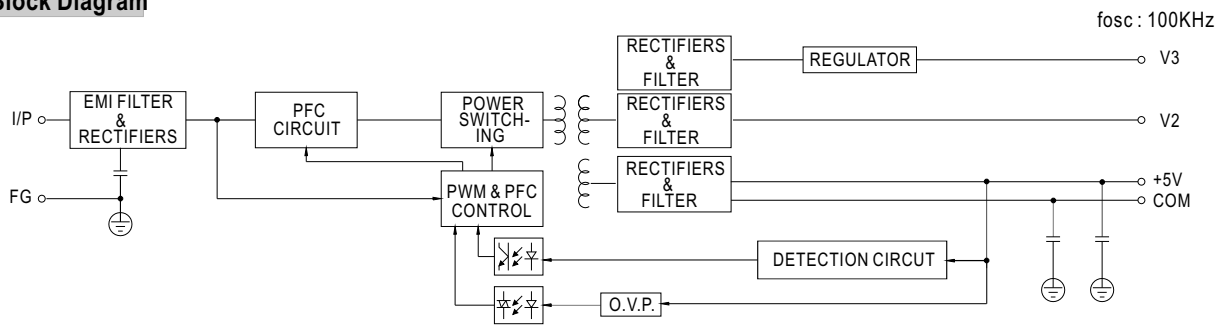 Block Diagram
fosc : 100KHz
RECTIFIERS
&
FILTER
REGULATOR
V3
I/P
EMI FILTER
&
RECTIFIERS
PFC
CIRCUIT
POWER
SWITCH-
ING
RECTIFIERS
&
FILTER
V2
FG
PWM & PFC
CONTROL
RECTIFIERS
&
FILTER
+5V
COM
DETECTION CIRCUT
O.V.P.